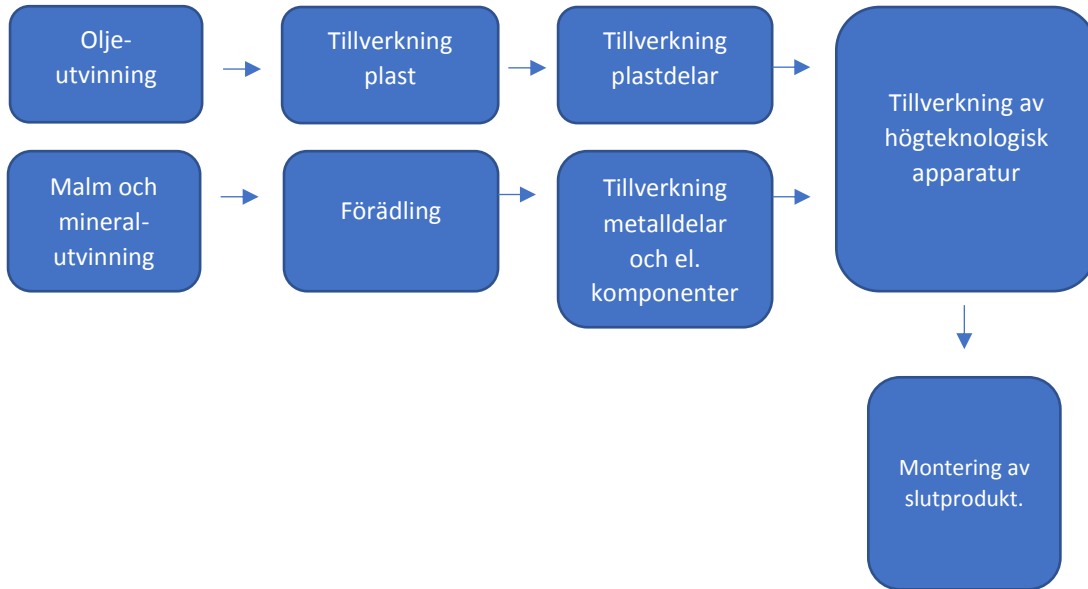 Olje-
utvinning
Tillverkning
plast
Tillverkning
plastdelar
Tillverkning av
högteknologisk
apparatur
Malm och
mineral-
utvinning
Förädling
Tillverkning
metalldelar
och el.
komponenter
Montering av
slutprodukt.